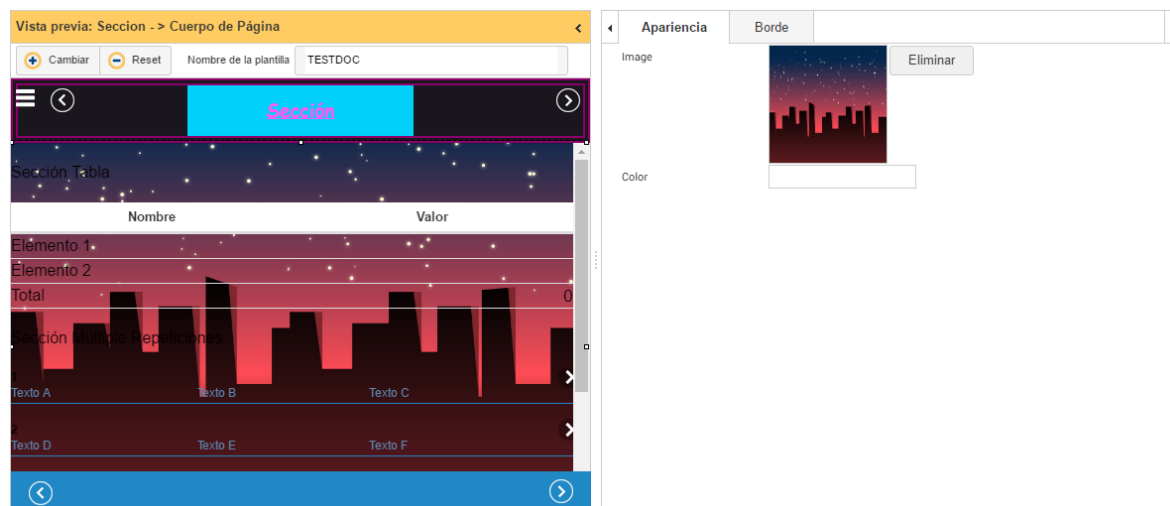 Vista previa: Seccion - > Cuerpo de Página
Cambiar Reset Nombre de la plantilla TESTDOC
Sección
Sección Tabla
Nombre Valor
Elemento 1
Elemento 2
Total 0
Sección Múltiple Repeticiones
1
Texto A Texto B Texto C
2
Texto D Texto E Texto F
Apariencia Borde
Image Eliminar
Color